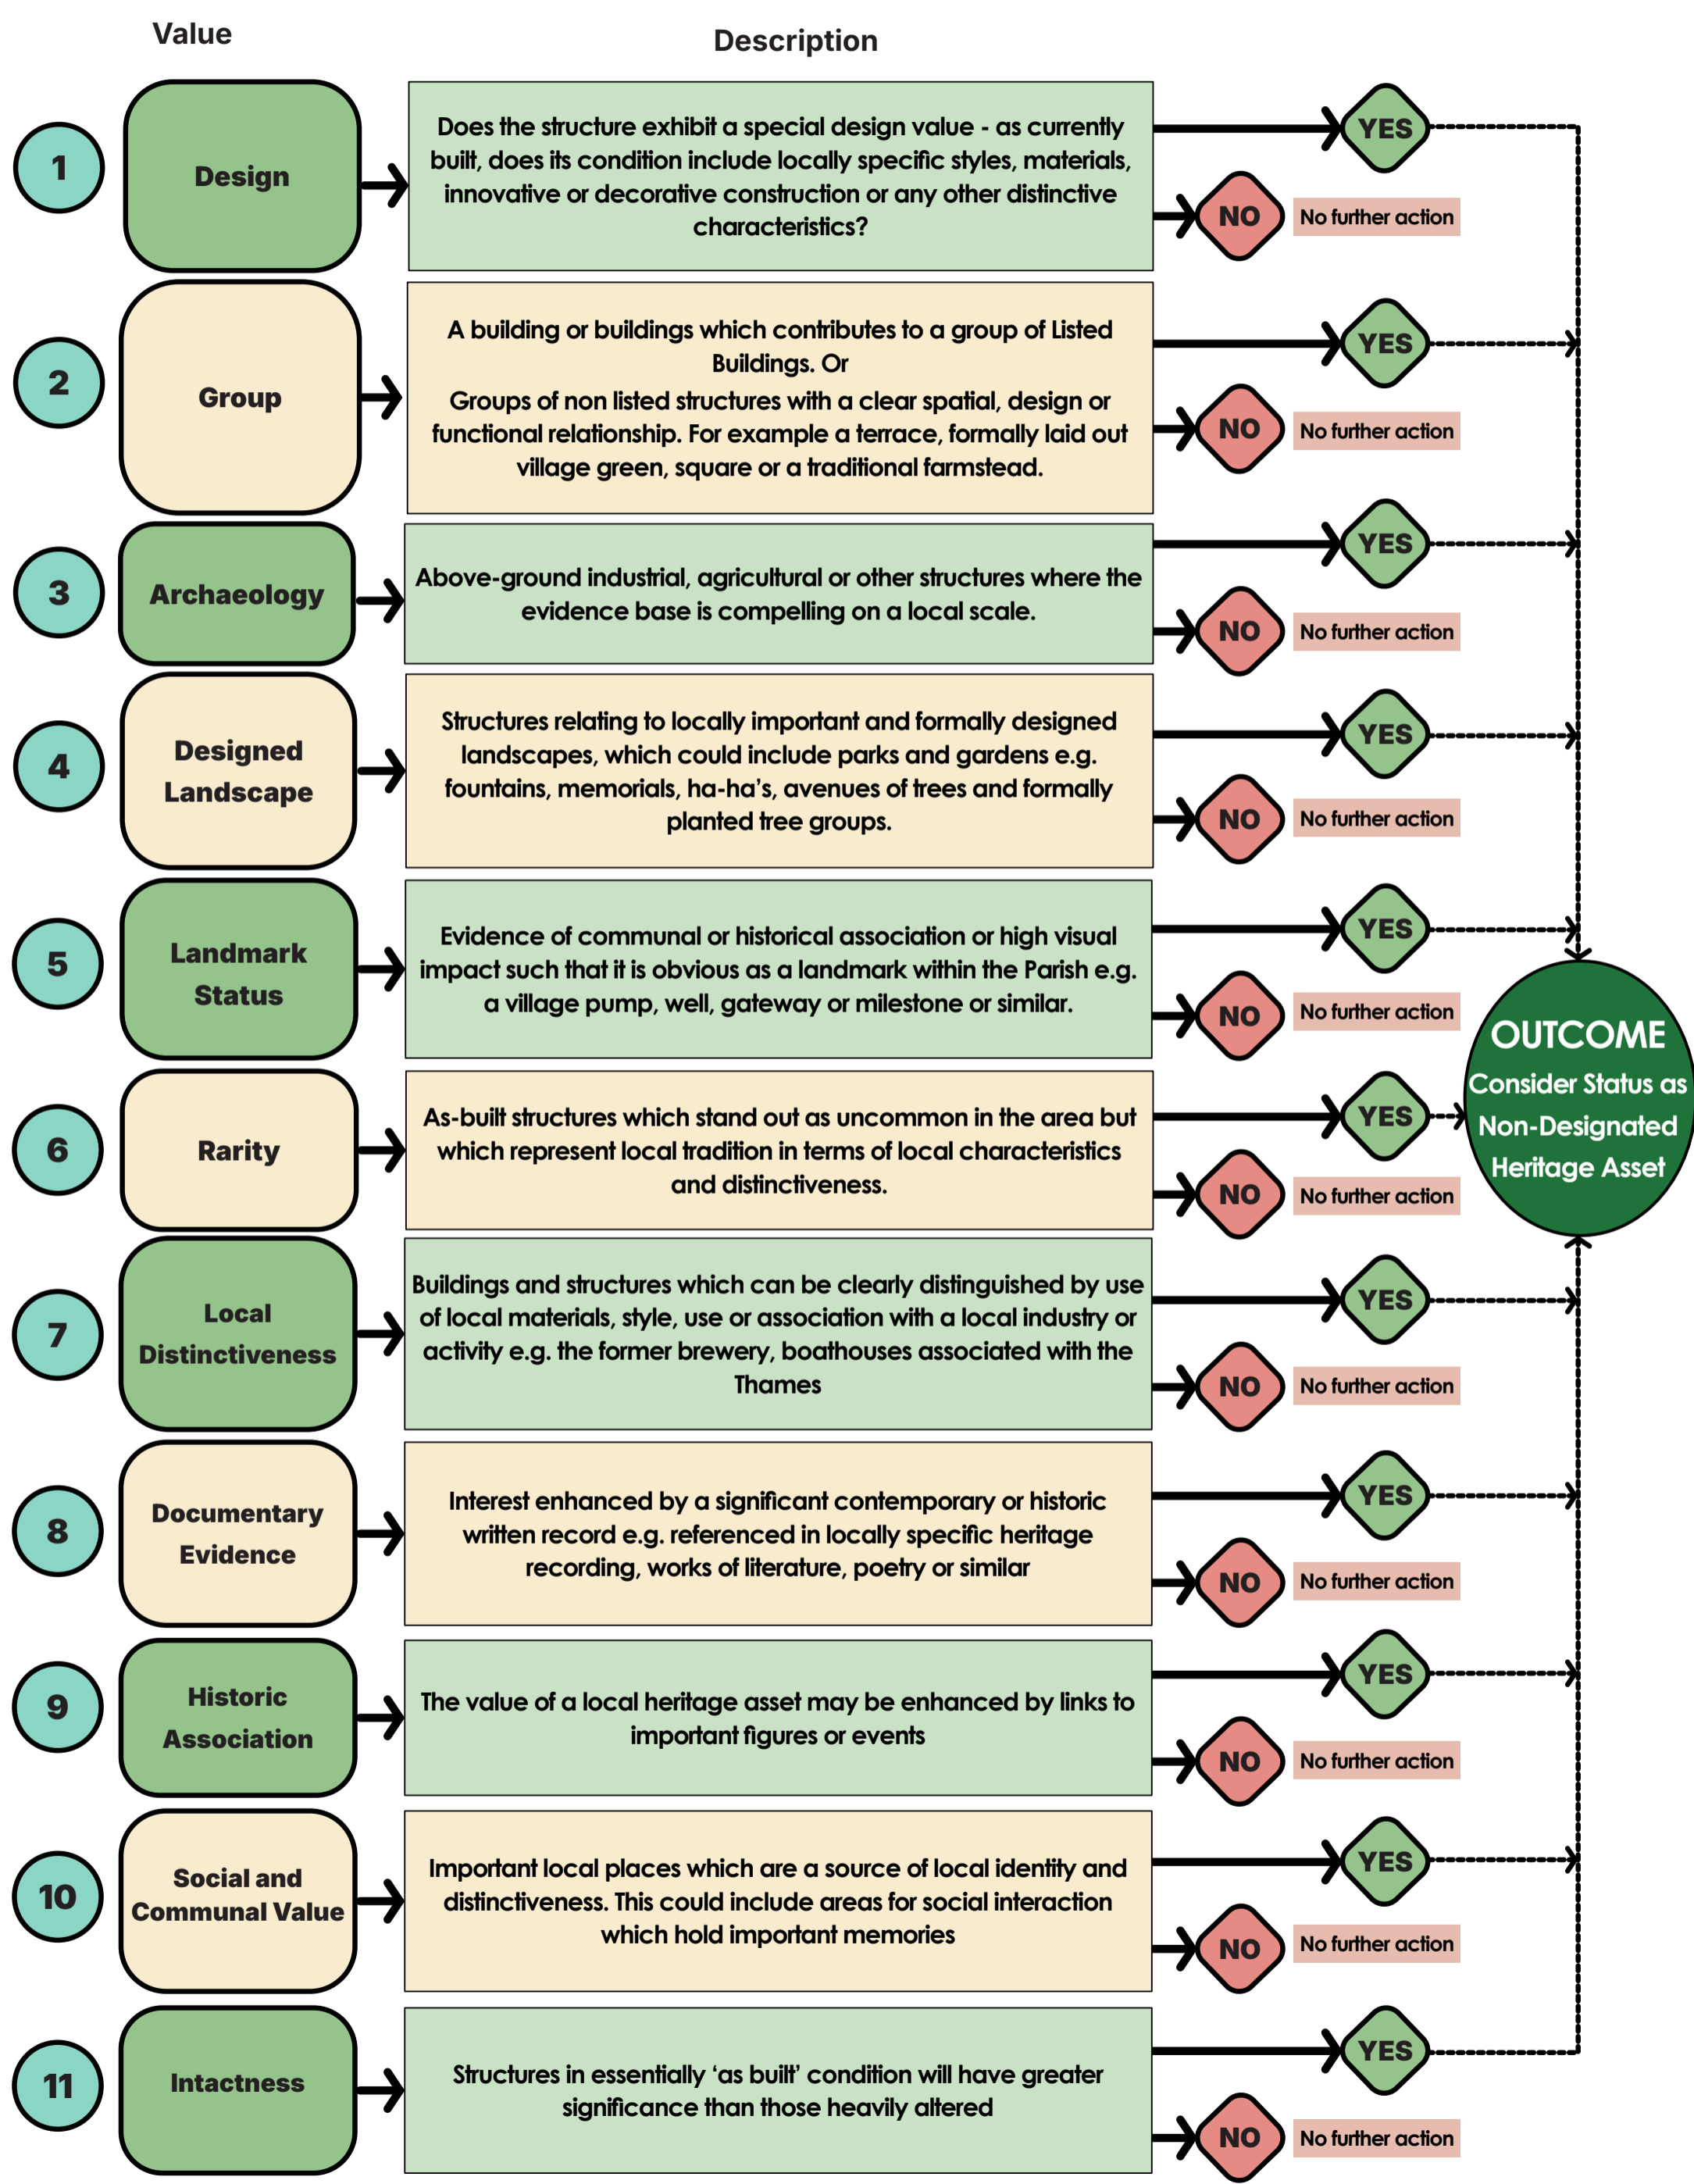 Value
Description
1
Design
Does the structure exhibit a special design value - as currently
built, does its condition include locally specific styles, materials,
innovative or decorative construction or any other distinctive
characteristics?
YES
NO
No further action
2
Group
A building or buildings which contributes to a group of Listed
Buildings. Or
Groups of non listed structures with a clear spatial, design or
functional relationship. For example a terrace, formally laid out
village green, square or a traditional farmstead.
YES
NO
No further action
3
Archaeology
Above-ground industrial, agricultural or other structures where the
evidence base is compelling on a local scale.
YES
NO
No further action
4
Designed
Landscape
Structures relating to locally important and formally designed
landscapes, which could include parks and gardens e.g.
fountains, memorials, ha-ha's, avenues of trees and formally
planted tree groups.
YES
NO
No further action
5
Landmark
Status
Evidence of communal or historical association or high visual
impact such that it is obvious as a landmark within the Parish e.g.
a village pump, well, gateway or milestone or similar.
YES
NO
No further action
OUTCOME
Consider Status as
Non-Designated
Heritage Asset
6
Rarity
As-built structures which stand out as uncommon in the area but
which represent local tradition in terms of local characteristics
and distinctiveness.
YES
NO
No further action
7
Local
Distinctiveness
Buildings and structures which can be clearly distinguished by use
of local materials, style, use or association with a local industry or
activity e.g. the former brewery, boathouses associated with the
Thames
YES
NO
No further action
8
Documentary
Evidence
Interest enhanced by a significant contemporary or historic
written record e.g. referenced in locally specific heritage
recording, works of literature, poetry or similar
YES
NO
No further action
9
Historic
Association
The value of a local heritage asset may be enhanced by links to
important figures or events
YES
NO
No further action
10
Social and
Communal Value
Important local places which are a source of local identity and
distinctiveness. This could include areas for social interaction
which hold important memories
YES
NO
No further action
11
Intactness
Structures in essentially ‘as built’ condition will have greater
significance than those heavily altered
YES
NO
No further action